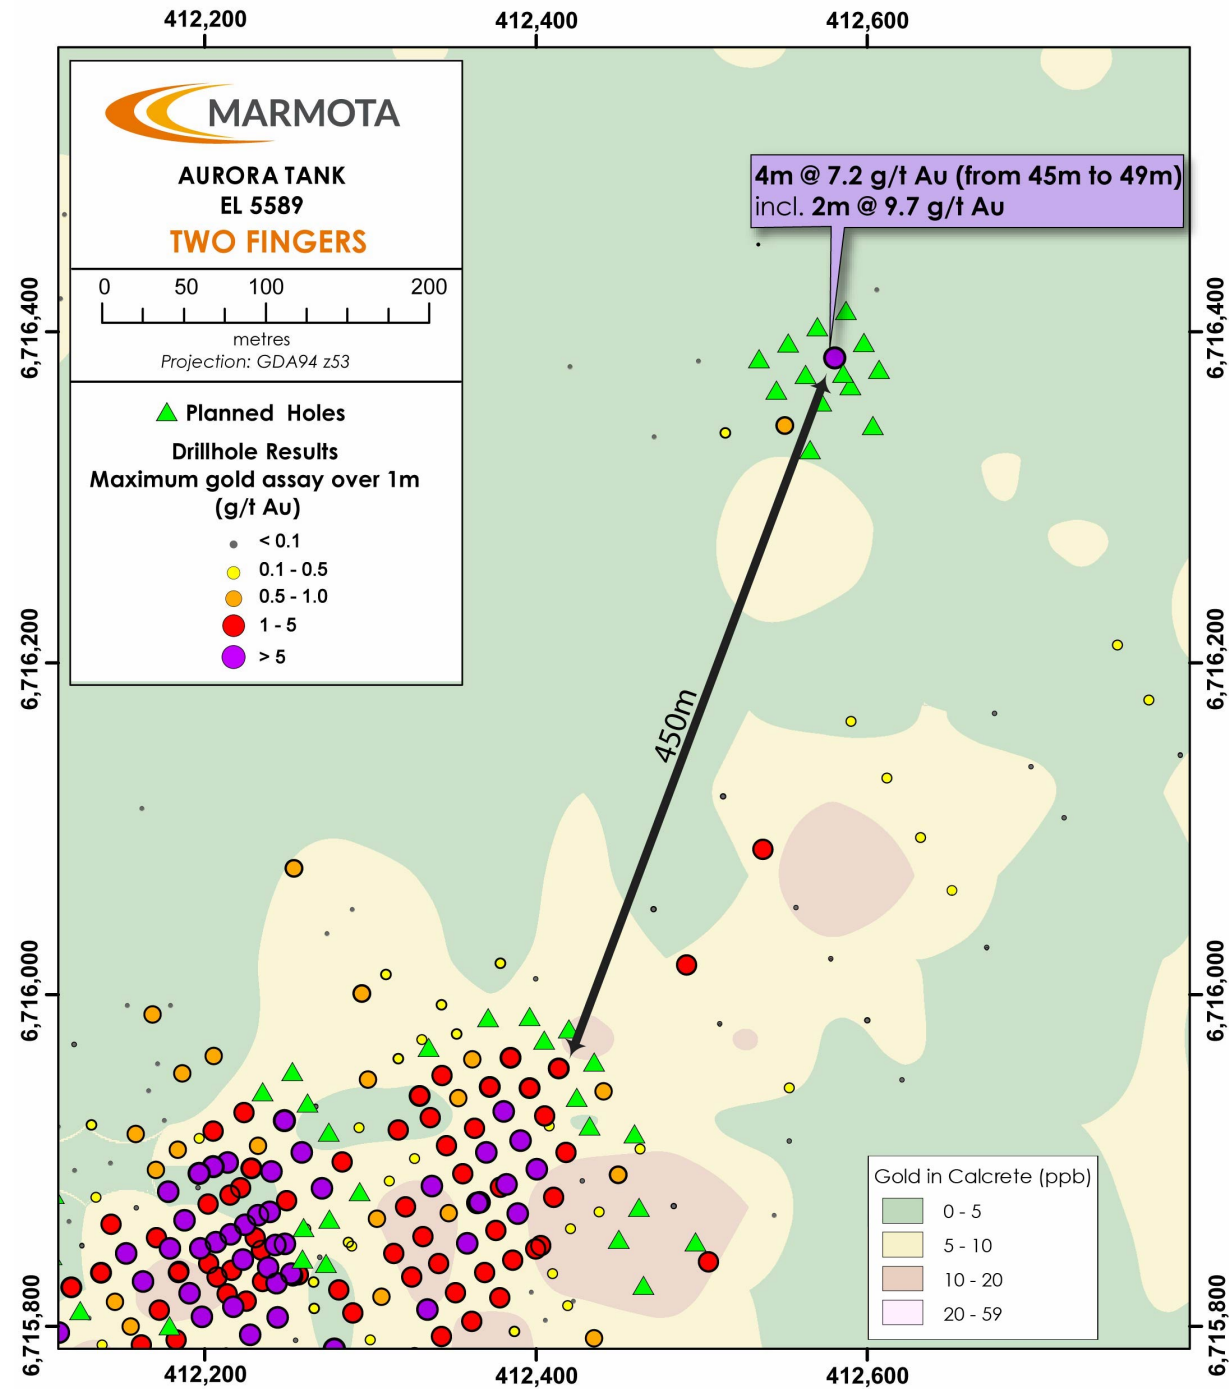 412,200 412,400 412,600
MARMOTA
AURORA TANK
EL 5589
TWO FINGERS
0 50 100 200
metres
Projection: GDA94 z53
Planned Holes
Drillhole Results
Maximum gold assay over 1m
(g/t Au)
< 0.1
0.1 - 0.5
0.5 - 1.0
1 - 5
> 5
4m @ 7.2 g/t Au (from 45m to 49m)
incl. 2m @ 9.7 g/t Au
6,716,400 6,716,400
6,716,200 6,716,200
450m
6,716,000 6,716,000
Gold in Calcrete (ppb)
0 - 5
5 - 10
10 - 20
20 - 59
6,715,800 6,715,800
412,200 412,400 412,600